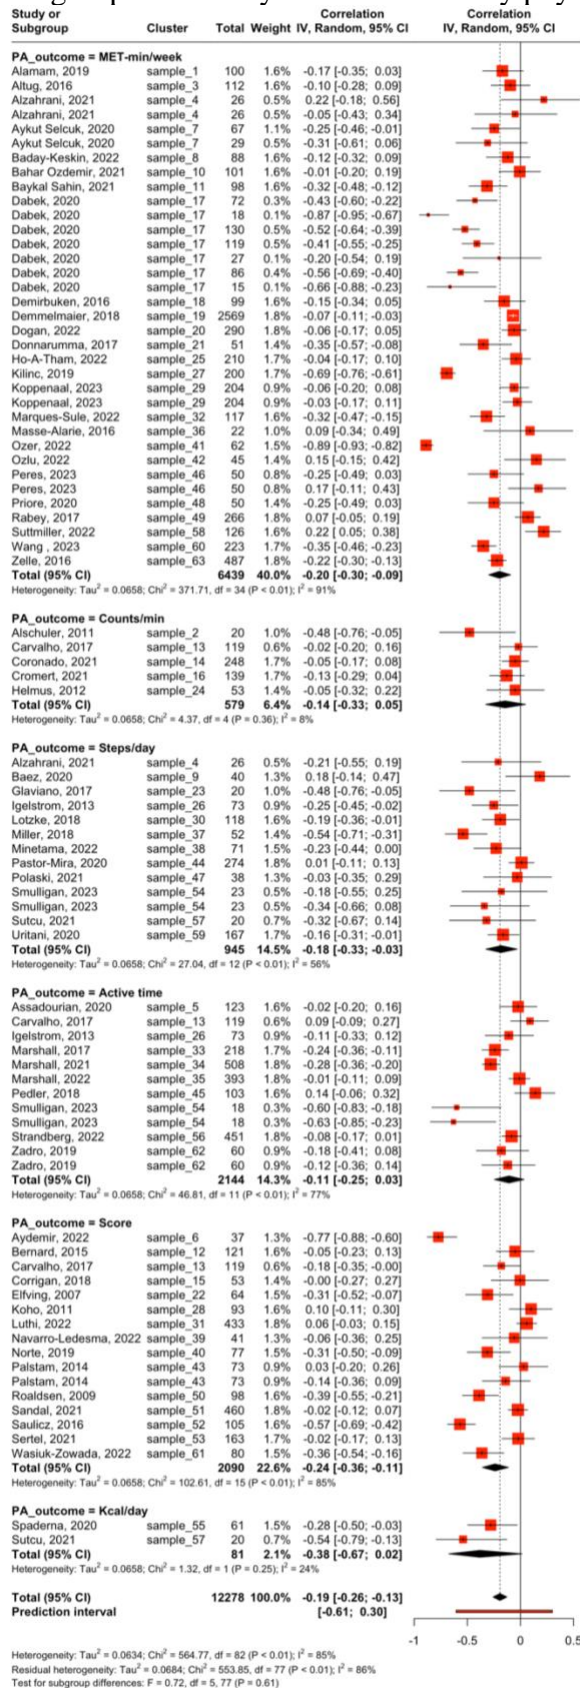 Study or Correlation Correlation
Subgroup Cluster Total Weight IV, Random, 95% CI IV, Random, 95% CI
PA_outcome = MET-min/week
Alamam, 2019 sample_1 100 1.6% -0.17 [-0.35; 0.03]
Altug, 2016 sample_3 112 1.6% -0.10 [-0.28; 0.09]
Alzahrani, 2021 sample_4 26 0.5% 0.22 [-0.18; 0.56]
Alzahrani, 2021 sample_4 26 0.5% -0.05 [-0.43; 0.34]
Aykut Selcuk, 2020 sample_7 67 1.1% -0.25 [-0.46; -0.01]
Aykut Selcuk, 2020 sample_7 29 0.5% -0.31 [-0.61; 0.06]
Baday-Keskin, 2022 sample_8 88 1.6% -0.12 [-0.32; 0.09]
Bahar Ozdemir, 2021 sample_10 101 1.6% -0.01 [-0.20; 0.19]
Baykal Sahin, 2021 sample_11 98 1.6% -0.32 [-0.48; -0.12]
Dabek, 2020 sample_17 72 0.3% -0.43 [-0.60; -0.22]
Dabek, 2020 sample_17 18 0.1% -0.87 [-0.95; -0.67]
Dabek, 2020 sample_17 130 0.5% -0.52 [-0.64; -0.39]
Dabek, 2020 sample_17 119 0.5% -0.41 [-0.55; -0.25]
Dabek, 2020 sample_17 27 0.1% -0.20 [-0.54; 0.19]
Dabek, 2020 sample_17 86 0.4% -0.56 [-0.69; -0.40]
Dabek, 2020 sample_17 15 0.1% -0.66 [-0.88; -0.23]
Demirbuken, 2016 sample_18 99 1.6% -0.15 [-0.34; 0.05]
Demmelmaier, 2018 sample_19 2569 1.8% -0.07 [-0.11; -0.03]
Dogan, 2022 sample_20 290 1.8% -0.06 [-0.17; 0.05]
Donnarumma, 2017 sample_21 51 1.4% -0.35 [-0.57; -0.08]
Ho-A-Tham, 2022 sample_25 210 1.7% -0.04 [-0.17; 0.10]
Kilinc, 2019 sample_27 200 1.7% -0.69 [-0.76; -0.61]
Koppenaal, 2023 sample_29 204 0.9% -0.06 [-0.20; 0.08]
Koppenaal, 2023 sample_29 204 0.9% -0.03 [-0.17; 0.11]
Marques-Sule, 2022 sample_32 117 1.6% -0.32 [-0.47; -0.15]
Masse-Alarie, 2016 sample_36 22 1.1% 0.09 [-0.34; 0.49]
Ozer, 2022 sample_41 62 1.5% -0.89 [-0.93; -0.82]
Ozlu, 2022 sample_42 45 1.4% 0.15 [-0.15; 0.42]
Peres, 2023 sample_46 50 0.8% -0.25 [-0.49; 0.03]
Peres, 2023 sample_46 50 0.8% 0.17 [-0.11; 0.43]
Priore, 2020 sample_48 50 1.4% -0.25 [-0.49; 0.03]
Rabey, 2017 sample_49 266 1.8% 0.07 [-0.05; 0.19]
Suttmiller, 2022 sample_58 126 1.6% 0.22 [ 0.05; 0.38]
Wang , 2023 sample_60 223 1.7% -0.35 [-0.46; -0.23]
Zelle, 2016 sample_63 487 1.8% -0.22 [-0.30; -0.13]
Total (95% CI) 6439 40.0% -0.20 [-0.30; -0.09]
Heterogeneity: Tau² = 0.0658; Chi² = 371.71, df = 34 (P < 0.01); I² = 91%
PA_outcome = Counts/min
Alschuler, 2011 sample_2 20 1.0% -0.48 [-0.76; -0.05]
Carvalho, 2017 sample_13 119 0.6% -0.02 [-0.20; 0.16]
Coronado, 2021 sample_14 248 1.8% -0.05 [-0.17; 0.08]
Cromert, 2021 sample_16 139 1.7% -0.13 [-0.29; 0.04]
Helmus, 2012 sample_24 53 1.4% -0.05 [-0.32; 0.22]
Total (95% CI) 579 6.4% -0.14 [-0.33; 0.05]
Heterogeneity: Tau² = 0.0658; Chi² = 4.37, df = 4 (P = 0.36); I² = 8%
PA_outcome = Steps/day
Alzahrani, 2021 sample_4 26 0.5% -0.21 [-0.55; 0.19]
Baez, 2020 sample_9 40 1.3% 0.18 [-0.14; 0.47]
Glaviano, 2017 sample_23 20 1.0% -0.48 [-0.76; -0.05]
Igelstrom, 2013 sample_26 73 0.8% -0.25 [-0.45; -0.02]
Lotzke, 2018 sample_30 118 1.6% -0.19 [-0.36; -0.01]
Miller, 2018 sample_37 52 1.4% -0.54 [-0.71; -0.31]
Minetama, 2022 sample_38 71 1.5% -0.23 [-0.44; 0.00]
Pastor-Mira, 2020 sample_44 274 1.8% 0.01 [-0.11; 0.13]
Polaski, 2021 sample_47 38 1.3% -0.03 [-0.35; 0.29]
Smulligan, 2023 sample_54 23 0.3% -0.18 [-0.55; 0.25]
Smulligan, 2023 sample_54 23 0.3% -0.34 [-0.66; 0.08]
Sutcu, 2021 sample_57 20 0.7% -0.32 [-0.67; 0.14]
Uritani, 2020 sample_59 167 1.7% -0.16 [-0.31; -0.01]
Total (95% CI) 945 14.5% -0.18 [-0.33; -0.03]
Heterogeneity: Tau² = 0.0658; Chi² = 27.04, df = 12 (P < 0.01); I² = 56%
PA_outcome = Active time
Assadourian, 2020 sample_5 123 1.6% -0.02 [-0.20; 0.16]
Carvalho, 2017 sample_13 119 0.6% 0.09 [-0.09; 0.27]
Igelstrom, 2013 sample_26 73 0.8% -0.11 [-0.33; 0.12]
Marshall, 2017 sample_33 218 1.7% -0.24 [-0.36; -0.11]
Marshall, 2021 sample_34 508 1.8% -0.28 [-0.36; -0.20]
Marshall, 2022 sample_35 393 1.8% -0.01 [-0.11; 0.09]
Pedler, 2018 sample_45 103 1.6% 0.14 [-0.06; 0.32]
Smulligan, 2023 sample_54 18 0.3% -0.60 [-0.83; -0.18]
Smulligan, 2023 sample_54 18 0.3% -0.63 [-0.85; -0.23]
Strandberg, 2022 sample_56 451 1.8% -0.08 [-0.17; 0.01]
Zadro, 2019 sample_62 60 0.9% -0.18 [-0.41; 0.08]
Zadro, 2019 sample_62 60 0.9% -0.12 [-0.36; 0.14]
Total (95% CI) 2144 14.3% -0.11 [-0.25; 0.03]
Heterogeneity: Tau² = 0.0658; Chi² = 46.81, df = 11 (P < 0.01); I² = 77%
PA_outcome = Score
Aydemir, 2022 sample_6 37 1.3% -0.77 [-0.88; -0.60]
Bernard, 2015 sample_12 121 1.6% -0.05 [-0.23; 0.13]
Carvalho, 2017 sample_13 119 0.6% -0.18 [-0.35; -0.00]
Corrigan, 2018 sample_15 53 1.4% -0.00 [-0.27; 0.27]
Elfving, 2007 sample_22 64 1.5% -0.31 [-0.52; -0.07]
Koho, 2011 sample_28 93 1.6% 0.10 [-0.11; 0.30]
Luthi, 2022 sample_31 433 1.8% 0.06 [-0.03; 0.15]
Navarro-Ledesma, 2022 sample_39 41 1.4% -0.06 [-0.36; 0.25]
Norte, 2019 sample_40 77 1.5% -0.31 [-0.50; -0.09]
Palstam, 2014 sample_43 73 0.8% 0.03 [-0.20; 0.26]
Palstam, 2014 sample_43 73 0.8% -0.14 [-0.36; 0.09]
Roaldsen, 2009 sample_50 98 1.6% -0.39 [-0.55; -0.21]
Sandal, 2021 sample_51 460 1.8% -0.02 [-0.12; 0.07]
Saulicz, 2016 sample_52 105 1.6% -0.57 [-0.69; -0.42]
Sertel, 2021 sample_53 163 1.7% -0.02 [-0.17; 0.13]
Wasiuk-Zowada, 2022 sample_61 80 1.5% -0.36 [-0.54; -0.16]
Total (95% CI) 2090 22.6% -0.24 [-0.36; -0.11]
Heterogeneity: Tau² = 0.0658; Chi² = 102.61, df = 15 (P < 0.01); I² = 85%
PA_outcome = Kcal/day
Spaderna, 2020 sample_55 61 1.5% -0.28 [-0.50; -0.03]
Sutcu, 2021 sample_57 20 0.7% -0.54 [-0.79; -0.13]
Total (95% CI) 81 2.1% -0.38 [-0.67; 0.02]
Heterogeneity: Tau² = 0.0658; Chi² = 1.32, df = 1 (P = 0.25); I² = 24%
Total (95% CI) 12278 100.0% -0.19 [-0.26; -0.13]
Prediction interval [-0.61; 0.30]
-1 -0.5 0 0.5
Heterogeneity: Tau² = 0.0634; Chi² = 564.77, df = 82 (P < 0.01); I² = 85%
Residual heterogeneity: Tau² = 0.0684; Chi² = 553.85, df = 77 (P < 0.01); I² = 86%
Test for subgroup differences: F = 0.72, df = 5, 77 (P = 0.61)